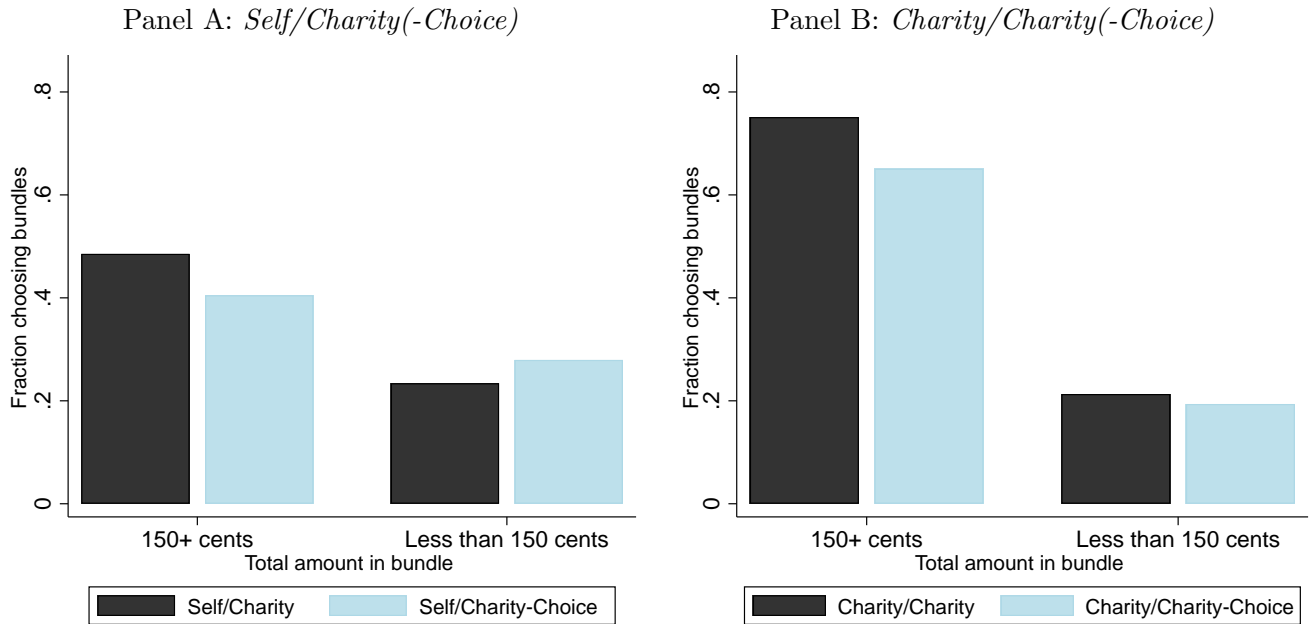 Panel A: Self/Charity(-Choice)
Fraction choosing bundles
.8
.6
.4
.2
0
150+ cents
Less than 150 cents
Total amount in bundle
Self/Charity
Self/Charity-Choice
Panel B: Charity/Charity(-Choice)
Fraction choosing bundles
.8
.6
.4
.2
0
150+ cents
Less than 150 cents
Total amount in bundle
Charity/Charity
Charity/Charity-Choice